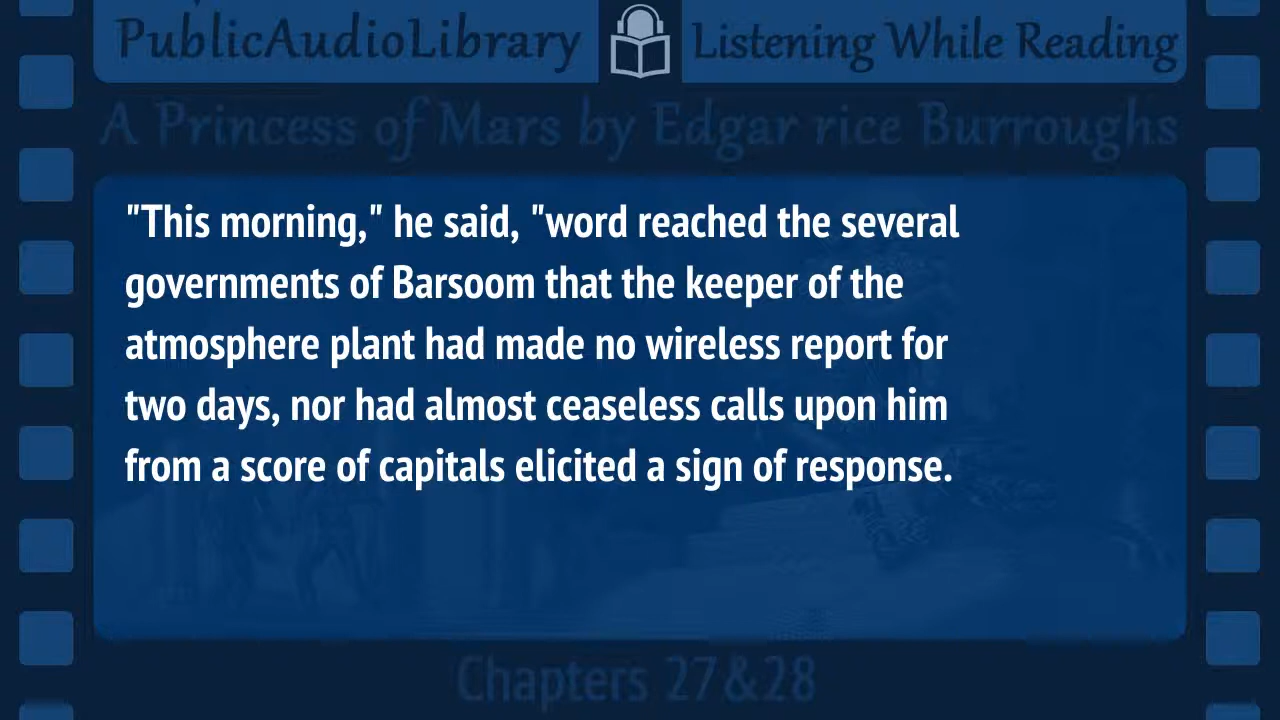 PublicAudioLibrary Listening While Reading
A Princess of Mars by Edgar rice Burroughs
"This morning," he said, "word reached the several
governments of Barsoom that the keeper of the
atmosphere plant had made no wireless report for
two days, nor had almost ceaseless calls upon him
from a score of capitals elicited a sign of response.
Chapters 27&28